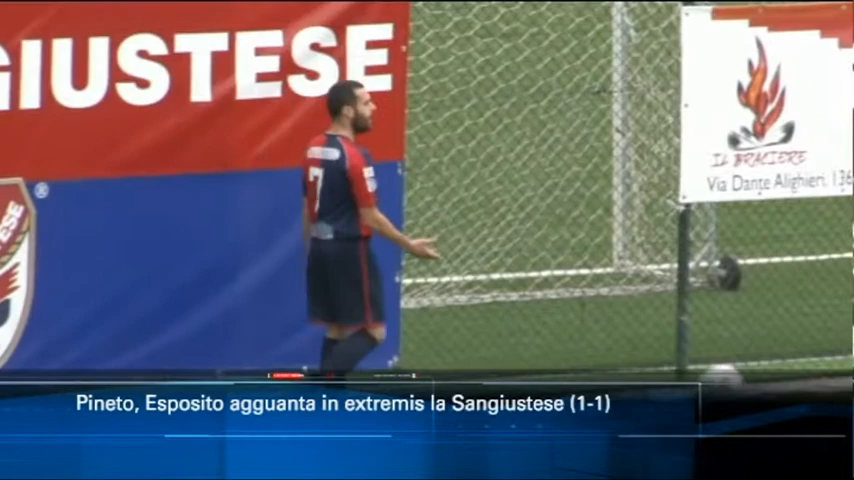 GIUSTESE
®
7
IL BRACIERE
Via Dante Alighieri, 136
Pineto, Esposito agguanta in extremis la Sangiustese (1-1)